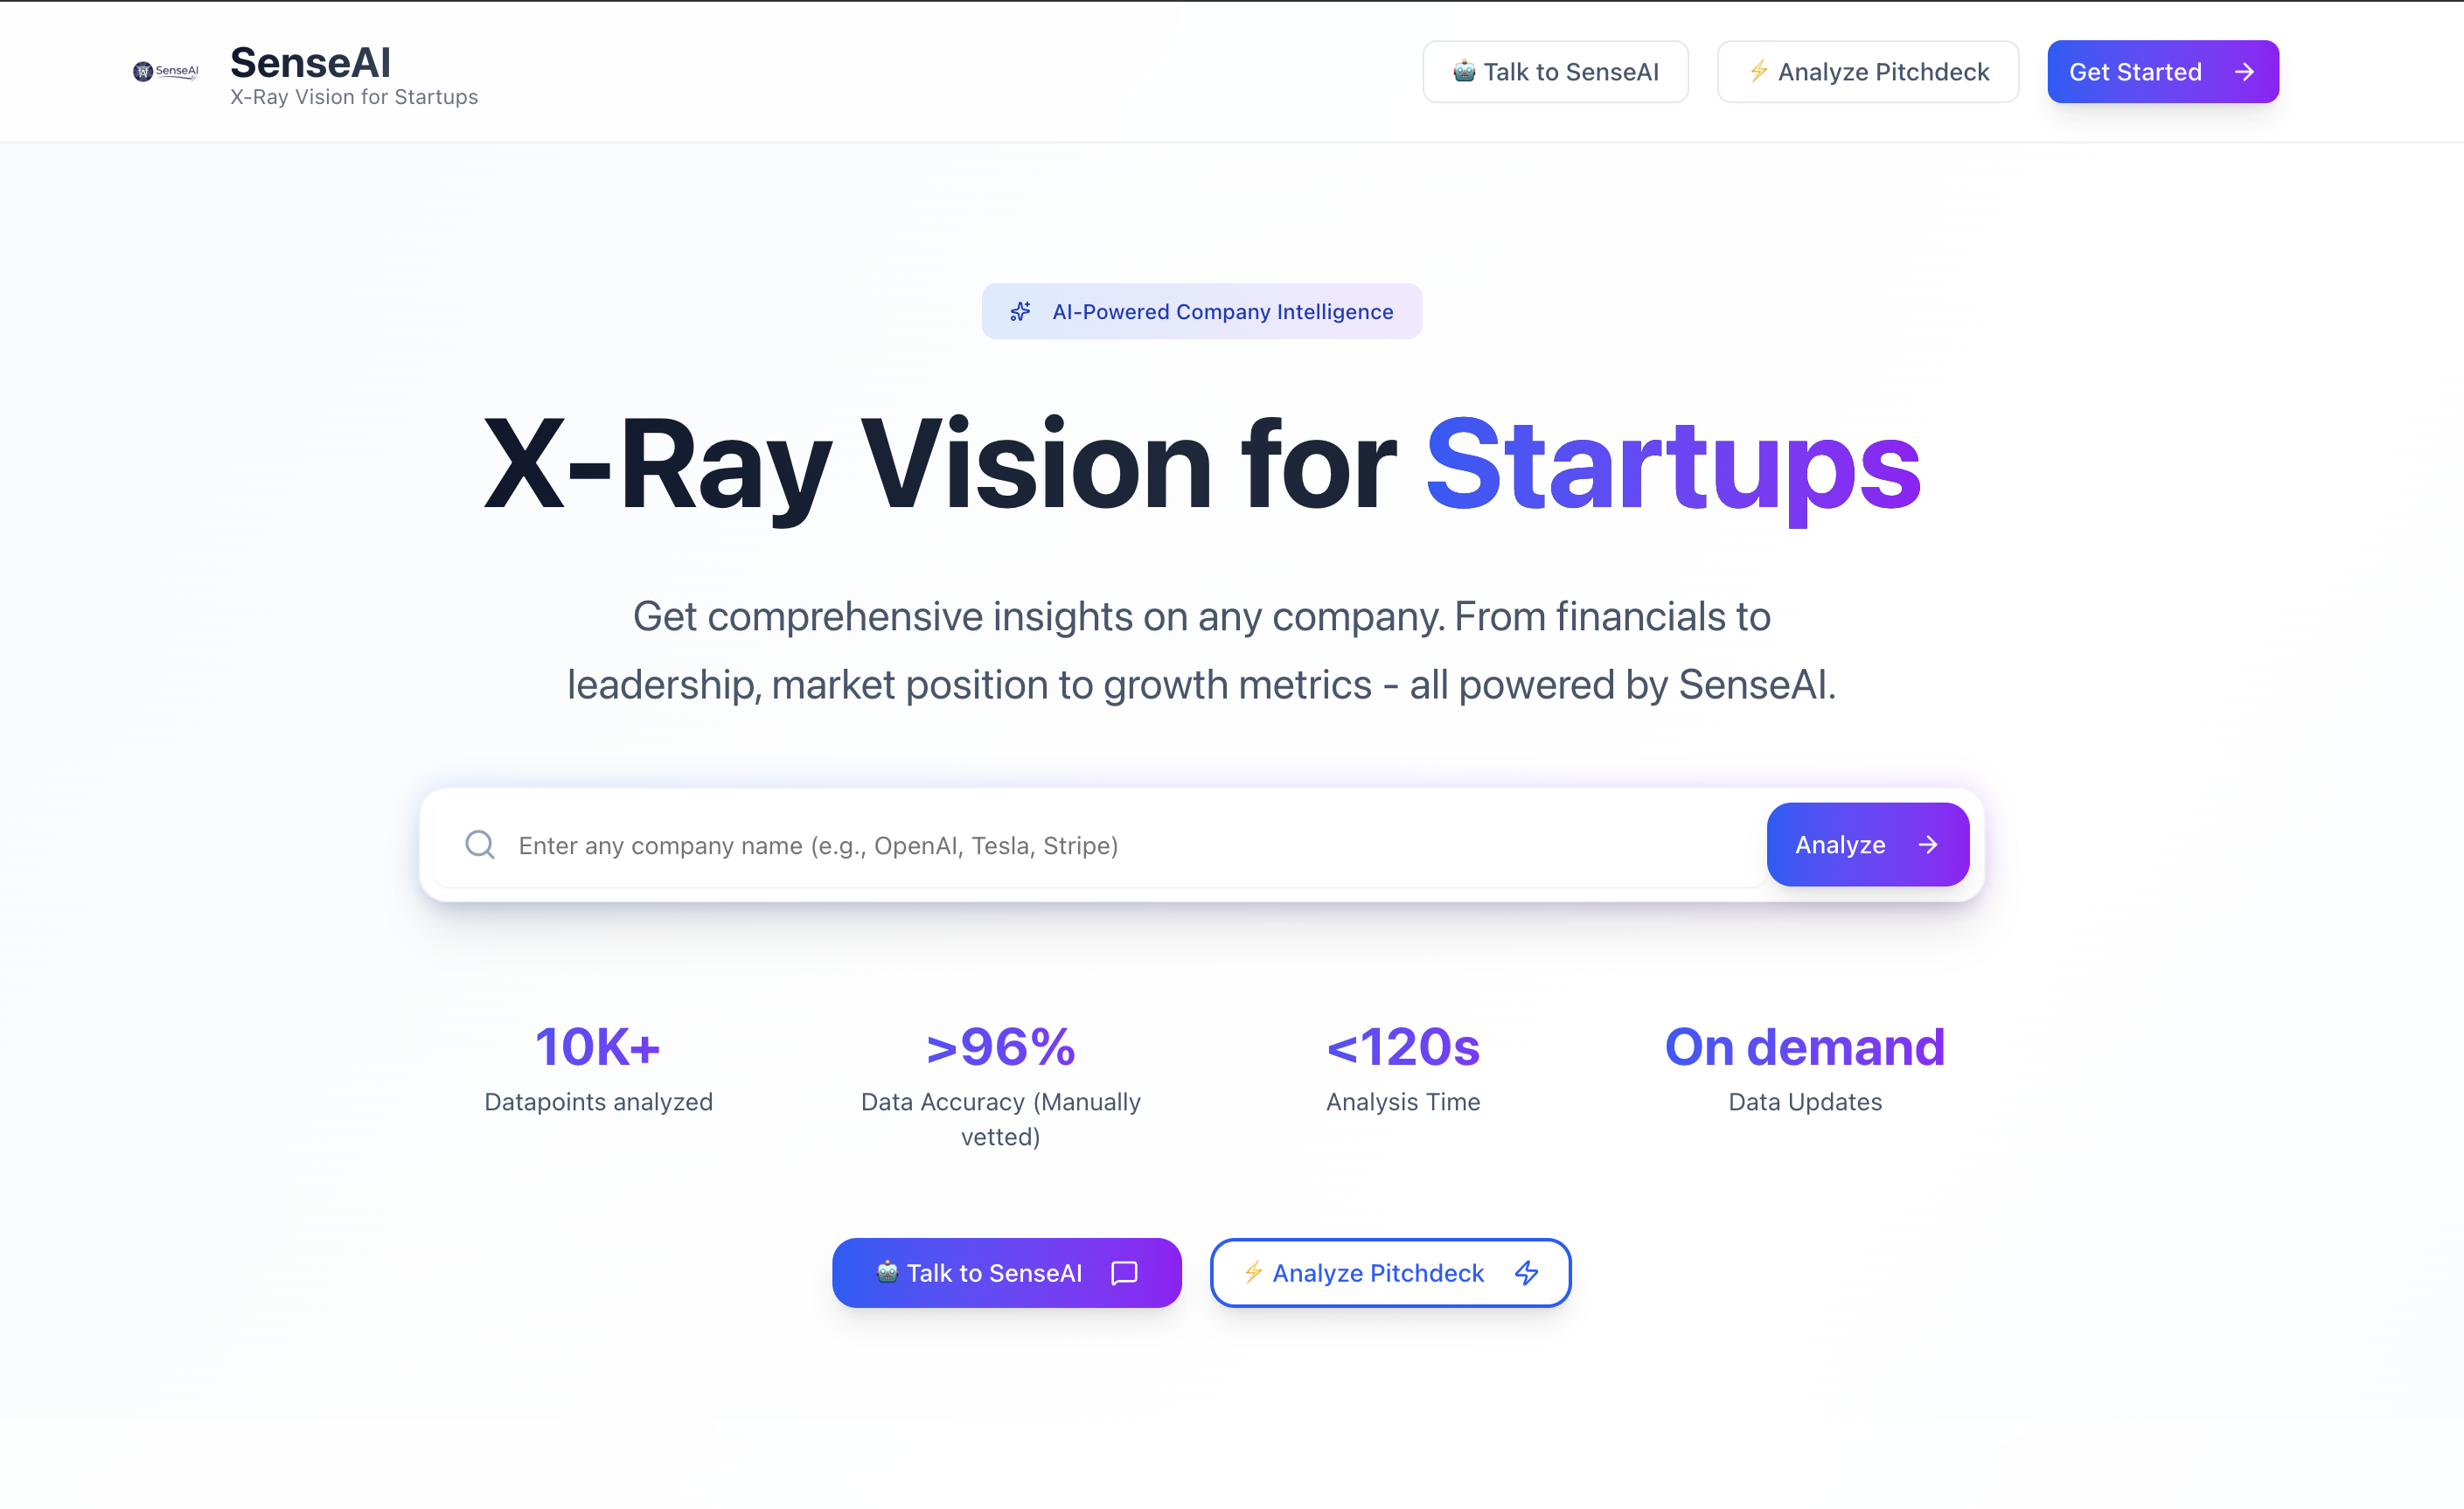 SenseAI
SenseAI
X-Ray Vision for Startups
🤖 Talk to SenseAI
⚡ Analyze Pitchdeck
Get Started →
AI-Powered Company Intelligence
X-Ray Vision for Startups
Get comprehensive insights on any company. From financials to
leadership, market position to growth metrics - all powered by SenseAI.
Enter any company name (e.g., OpenAI, Tesla, Stripe)
Analyze →
10K+
Datapoints analyzed
>96%
Data Accuracy (Manually
vetted)
<120s
Analysis Time
On demand
Data Updates
🤖 Talk to SenseAI
⚡ Analyze Pitchdeck